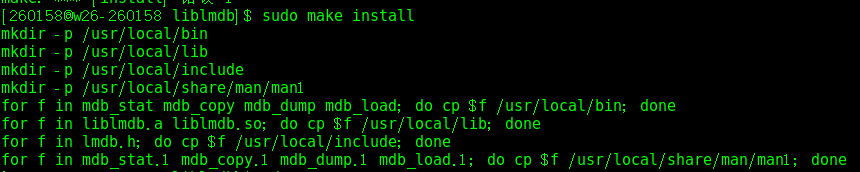 [260158@w26-260158 liblmdb]$ sudo make install
mkdir -p /usr/local/bin
mkdir -p /usr/local/lib
mkdir -p /usr/local/include
mkdir -p /usr/local/share/man/man1
for f in mdb_stat mdb_copy mdb_dump mdb_load; do cp $f /usr/local/bin; done
for f in liblmdb.a liblmdb.so; do cp $f /usr/local/lib; done
for f in lmdb.h; do cp $f /usr/local/include; done
for f in mdb_stat.1 mdb_copy.1 mdb_dump.1 mdb_load.1; do cp $f /usr/local/share/man/man1; done